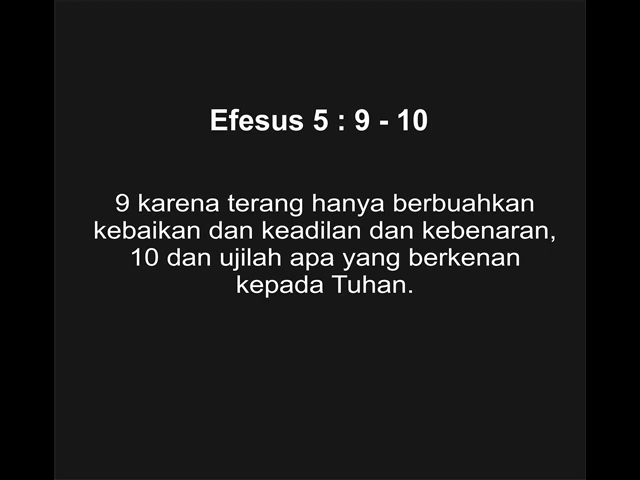 Efesus 5 : 9 - 10
9 karena terang hanya berbuahkan
kebaikan dan keadilan dan kebenaran,
10 dan ujilah apa yang berkenan
kepada Tuhan.